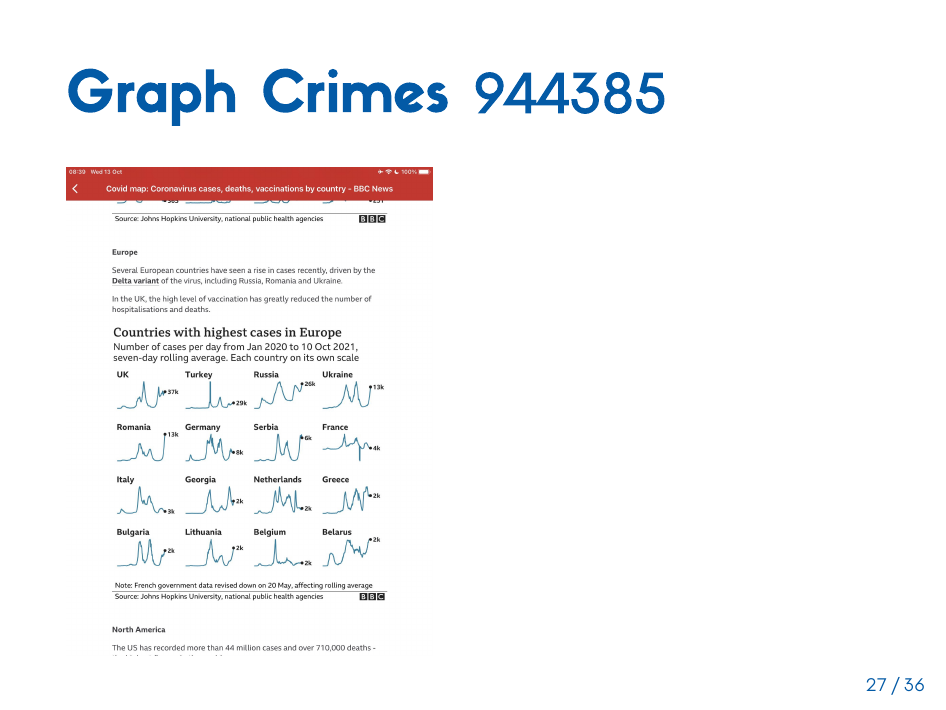 Graph Crimes 944385
08:39 Wed 13 Oct
100%
Covid map: Coronavirus cases, deaths, vaccinations by country - BBC News
Source: Johns Hopkins University, national public health agencies
BBC
Europe
Several European countries have seen a rise in cases recently, driven by the
Delta variant of the virus, including Russia, Romania and Ukraine.
In the UK, the high level of vaccination has greatly reduced the number of
hospitalisations and deaths.
Countries with highest cases in Europe
Number of cases per day from Jan 2020 to 10 Oct 2021,
seven-day rolling average. Each country on its own scale
UK Turkey Russia Ukraine
37k 29k 26k 13k
Romania Germany Serbia France
13k 8k 6k 4k
Italy Georgia Netherlands Greece
3k 2k 2k 2k
Bulgaria Lithuania Belgium Belarus
2k 2k 2k 2k
Note: French government data revised down on 20 May, affecting rolling average
Source: Johns Hopkins University, national public health agencies
BBC
North America
The US has recorded more than 44 million cases and over 710,000 deaths -
27 / 36